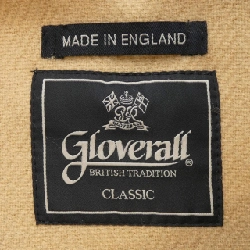 MADE IN ENGLAND
Gloverall®
BRITISH TRADITION
CLASSIC